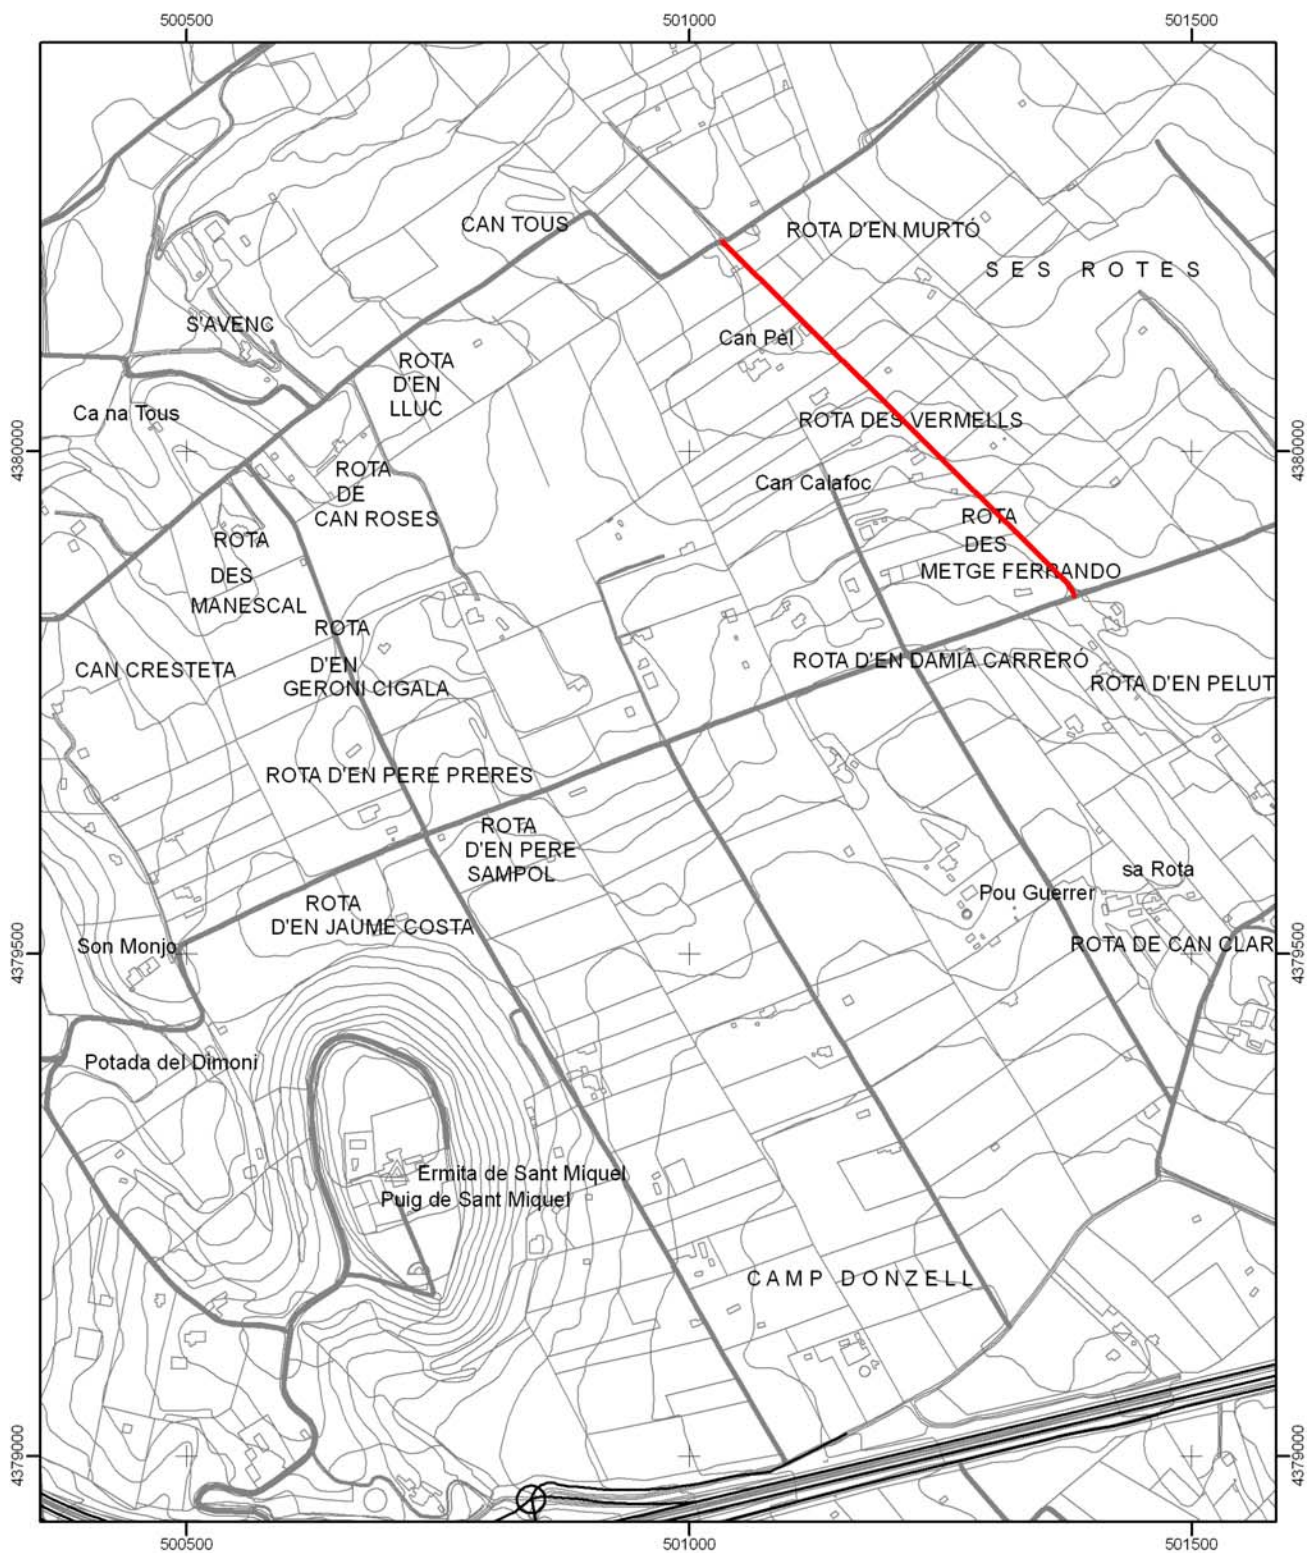 500500
501000
501500
CAN TOUS
ROTA D'EN MURTÓ
SES ROTES
S'AVENC
Can Pèl
ROTA
D'EN
LLUC
Ca na Tous
ROTA DES VERMELLS
4380000
4380000
ROTA
DE
CAN ROSES
Can Calafoc
ROTA
DES
METGE FERRANDO
ROTA
DES
MANESCAL
ROTA
D'EN
GERONI CIGALA
CAN CRESTETA
ROTA D'EN DAMIÀ CARRERÓ
ROTA D'EN PELUT
ROTA D'EN PERE PRERES
ROTA
D'EN PERE
SAMPOL
sa Rota
Pou Guerrer
ROTA
D'EN JAUME COSTA
Son Monjo
ROTA DE CAN CLAR
4379500
4379500
Potada del Dimoni
Ermita de Sant Miquel
Puig de Sant Miquel
CAMP DONZELL
4379000
4379000
500500
501000
501500